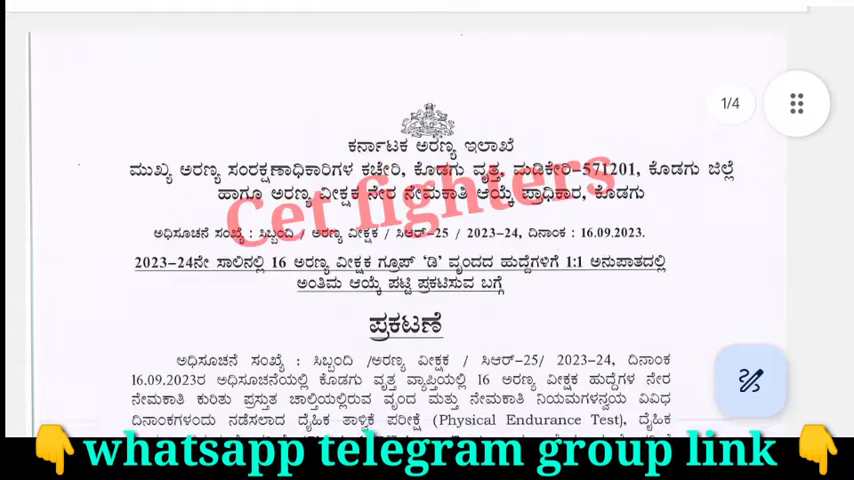 1/4
ಕರ್ನಾಟಕ ಅರಣ್ಯ ಇಲಾಖೆ
ಮುಖ್ಯ ಅರಣ್ಯ ಸಂರಕ್ಷಣಾಧಿಕಾರಿಗಳ ಕಚೇರಿ, ಕೊಡಗು ವೃತ್ತ, ಮಡಿಕೇರಿ-571201, ಕೊಡಗು ಜಿಲ್ಲೆ
ಹಾಗೂ ಅರಣ್ಯ ವೀಕ್ಷಕ ನೇರ ನೇಮಕಾತಿ ಆಯ್ಕೆ ಪ್ರಾಧಿಕಾರ, ಕೊಡಗು
Cet fighters
ಅಧಿಸೂಚನೆ ಸಂಖ್ಯೆ : ಸಿಬ್ಬಂದಿ / ಅರಣ್ಯ ವೀಕ್ಷಕ / ಸಿಆರ್-25 / 2023-24, ದಿನಾಂಕ : 16.09.2023.
2023-24ನೇ ಸಾಲಿನಲ್ಲಿ 16 ಅರಣ್ಯ ವೀಕ್ಷಕ ಗ್ರೂಪ್ 'ಡಿ' ವೃಂದದ ಹುದ್ದೆಗಳಿಗೆ 1:1 ಅನುಪಾತದಲ್ಲಿ
ಅಂತಿಮ ಆಯ್ಕೆ ಪಟ್ಟಿ ಪ್ರಕಟಿಸುವ ಬಗ್ಗೆ
ಪ್ರಕಟಣೆ
ಅಧಿಸೂಚನೆ ಸಂಖ್ಯೆ : ಸಿಬ್ಬಂದಿ /ಅರಣ್ಯ ವೀಕ್ಷಕ / ಸಿಆರ್-25/ 2023-24, ದಿನಾಂಕ
16.09.2023ರ ಅಧಿಸೂಚನೆಯಲ್ಲಿ ಕೊಡಗು ವೃತ್ತ ವ್ಯಾಪ್ತಿಯಲ್ಲಿ 16 ಅರಣ್ಯ ವೀಕ್ಷಕ ಹುದ್ದೆಗಳ ನೇರ
ನೇಮಕಾತಿ ಕುರಿತು ಪ್ರಸ್ತುತ ಚಾಲ್ತಿಯಲ್ಲಿರುವ ವೃಂದ ಮತ್ತು ನೇಮಕಾತಿ ನಿಯಮಗಳನ್ವಯ ವಿವಿಧ
ದಿನಾಂಕಗಳಂದು ನಡೆಸಲಾದ ದೈಹಿಕ ತಾಳ್ವಿಕೆ ಪರೀಕ್ಷೆ (Physical Endurance Test), ದೈಹಿಕ
whatsapp telegram group link